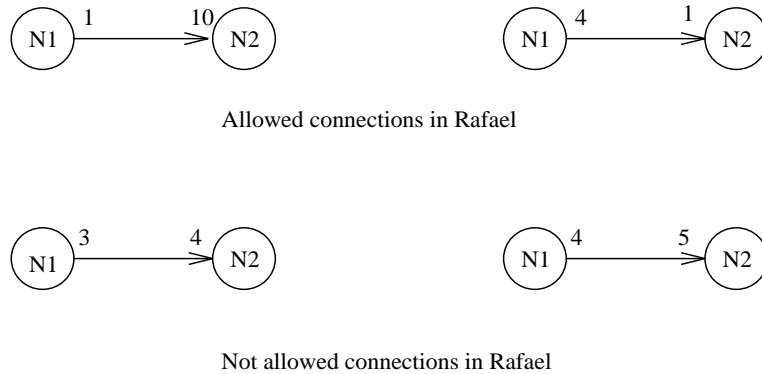 1 10 4 1
N1 N2 N1 N2
Allowed connections in Rafael
3 4 4 5
N1 N2 N1 N2
Not allowed connections in Rafael